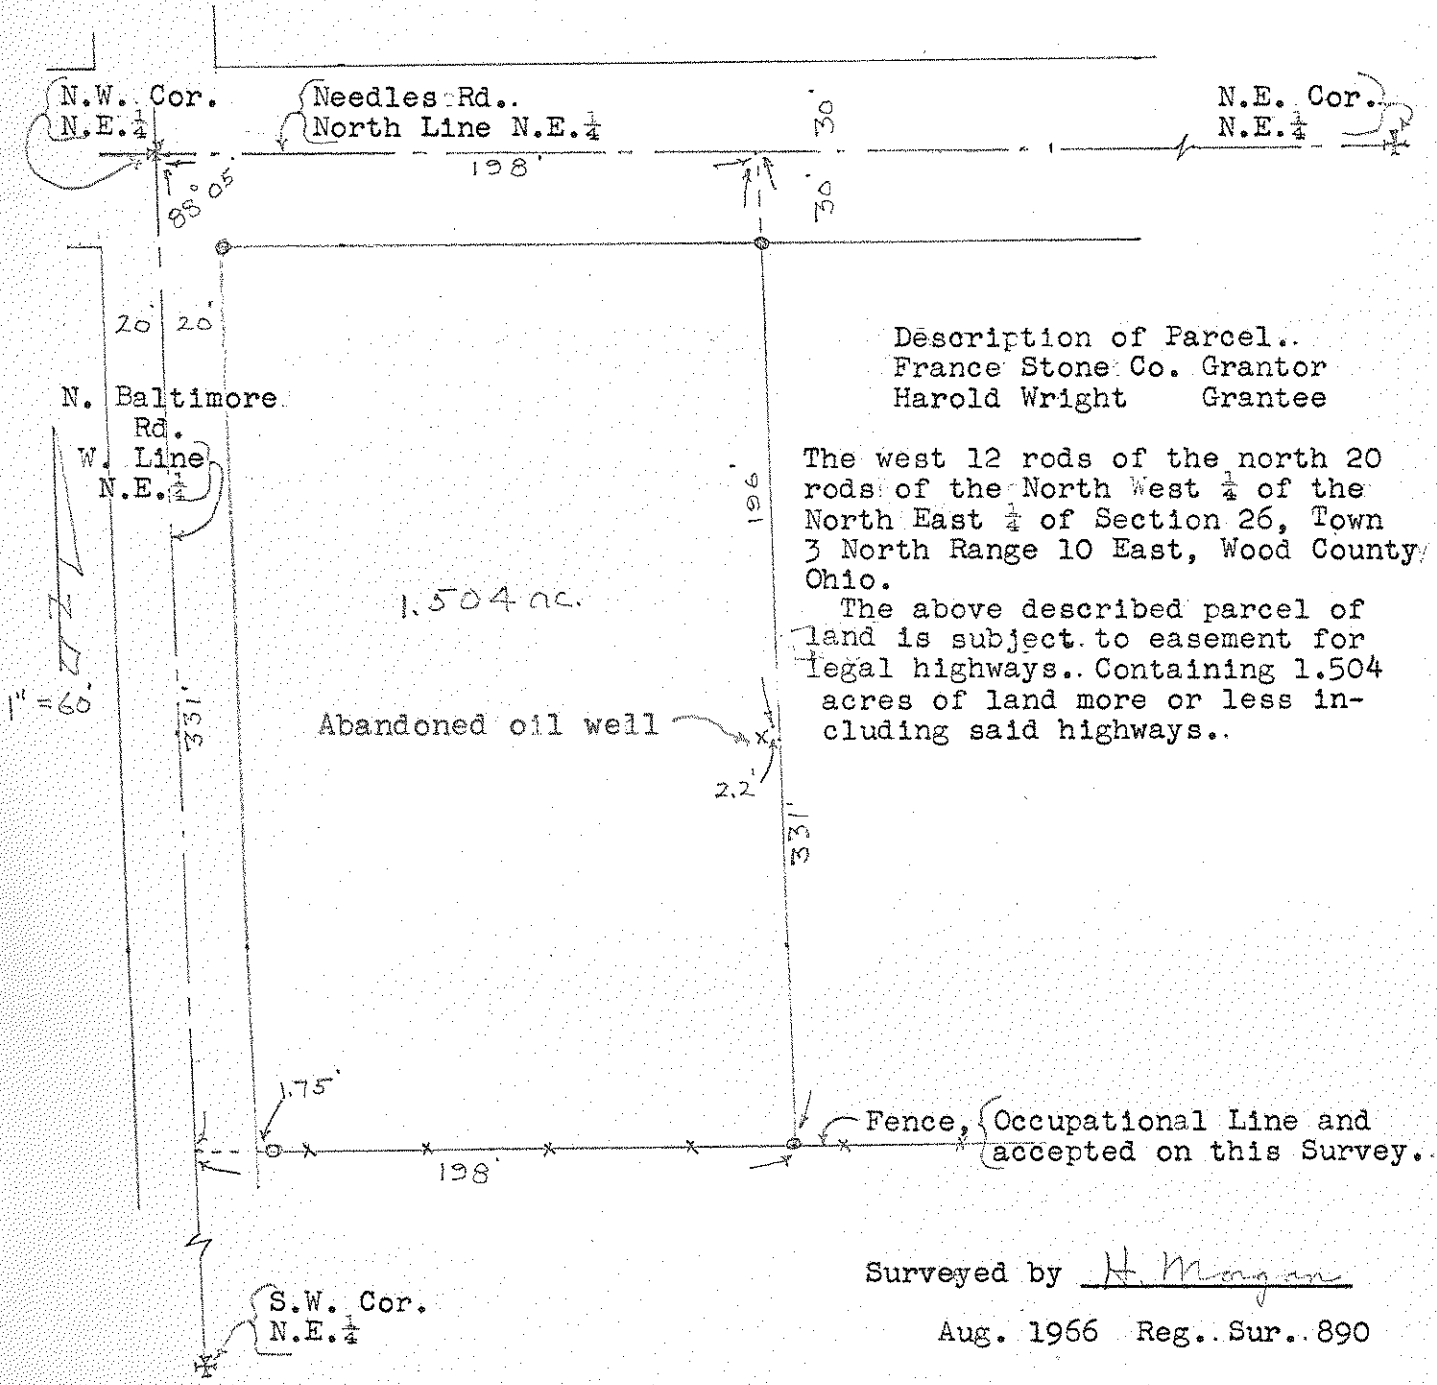 N.W. Cor.
N.E.¼
Needles Rd..
North Line N.E.¼
30'
N.E. Cor.
N.E.¼
198'
88° 05'
30'
20' 20'
Description of Parcel..
France Stone Co. Grantor
Harold Wright Grantee
N. Baltimore
Rd.
W. Line
N.E.¼
The west 12 rods of the north 20
rods of the North West ¼ of the
North East ¼ of Section 26, Town
3 North Range 10 East, Wood County
Ohio.
The above described parcel of
land is subject to easement for
legal highways.. Containing 1.504
acres of land more or less in-
cluding said highways..
196'
1.504 ac.
N
1" = 60'
331'
Abandoned oil well
2.2'
331'
1.75'
Fence, Occupational Line and
accepted on this Survey.
198'
Surveyed by H. Morgan
S.W. Cor.
N.E.¼
Aug. 1966 Reg.. Sur.. 890